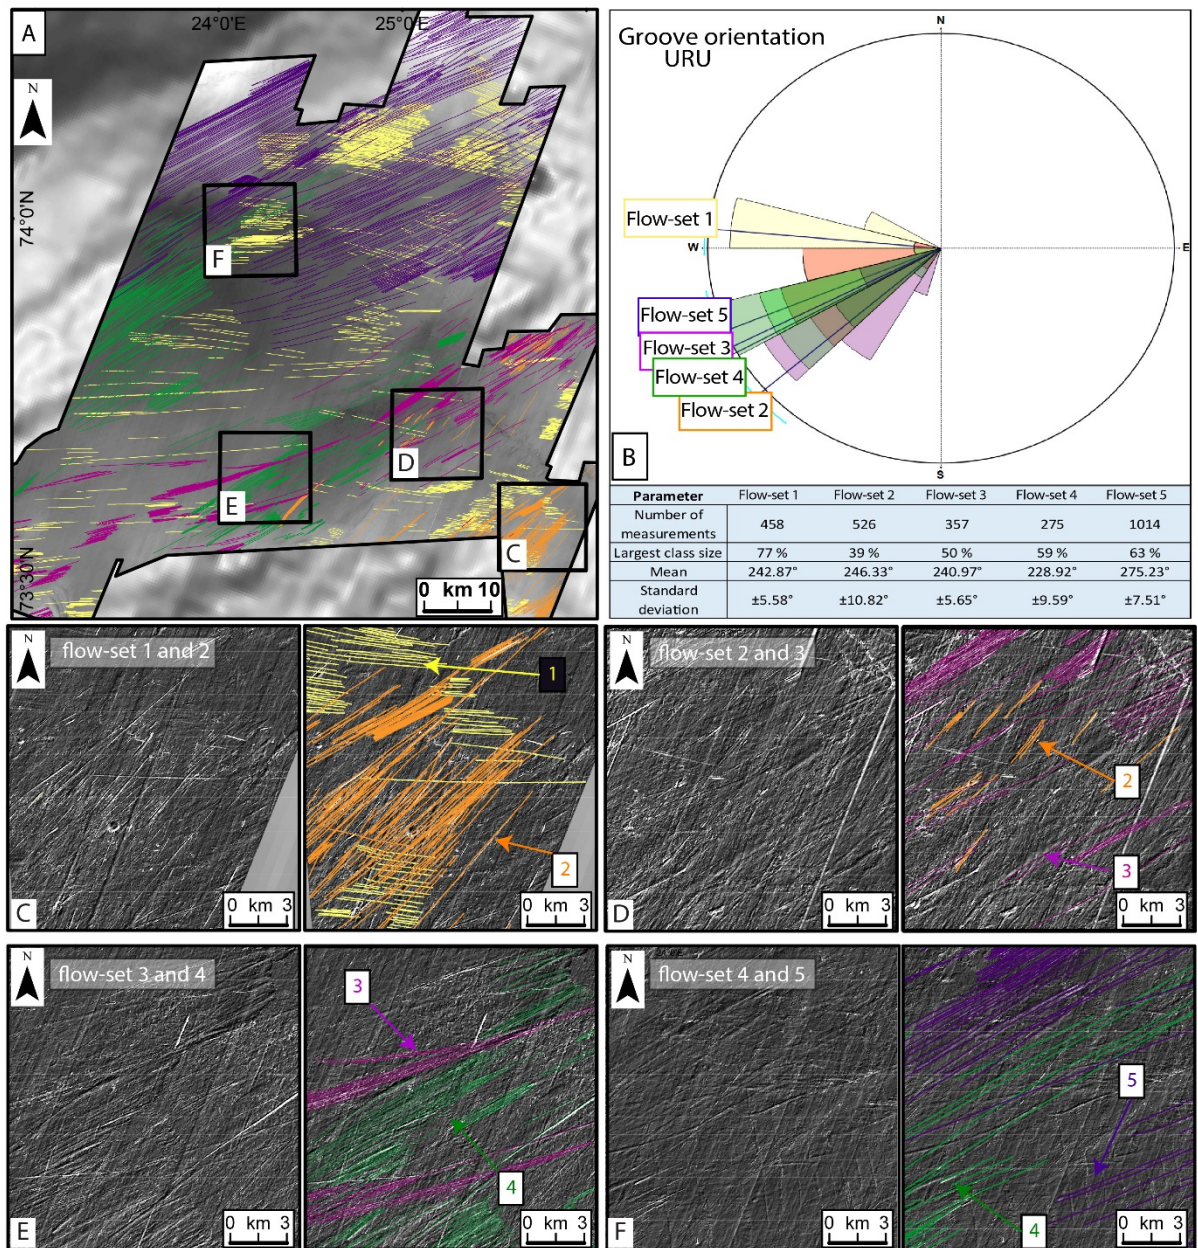 A
24°0'E
25°0'E
N
74°0'N
F
D
E
C
73°30'N
0 km 10
Groove orientation
URU
N
Flow-set 1
W
E
Flow-set 5
Flow-set 3
Flow-set 4
Flow-set 2
B
S
Parameter Flow-set 1 Flow-set 2 Flow-set 3 Flow-set 4 Flow-set 5
Number of
measurements 458 526 357 275 1014
Largest class size 77 % 39 % 50 % 59 % 63 %
Mean 242.87° 246.33° 240.97° 228.92° 275.23°
Standard
deviation ±5.58° ±10.82° ±5.65° ±9.59° ±7.51°
N
flow-set 1 and 2
1
2
C
0 km 3
0 km 3
N
flow-set 2 and 3
2
3
D
0 km 3
0 km 3
N
flow-set 3 and 4
3
4
E
0 km 3
0 km 3
N
flow-set 4 and 5
5
4
F
0 km 3
0 km 3